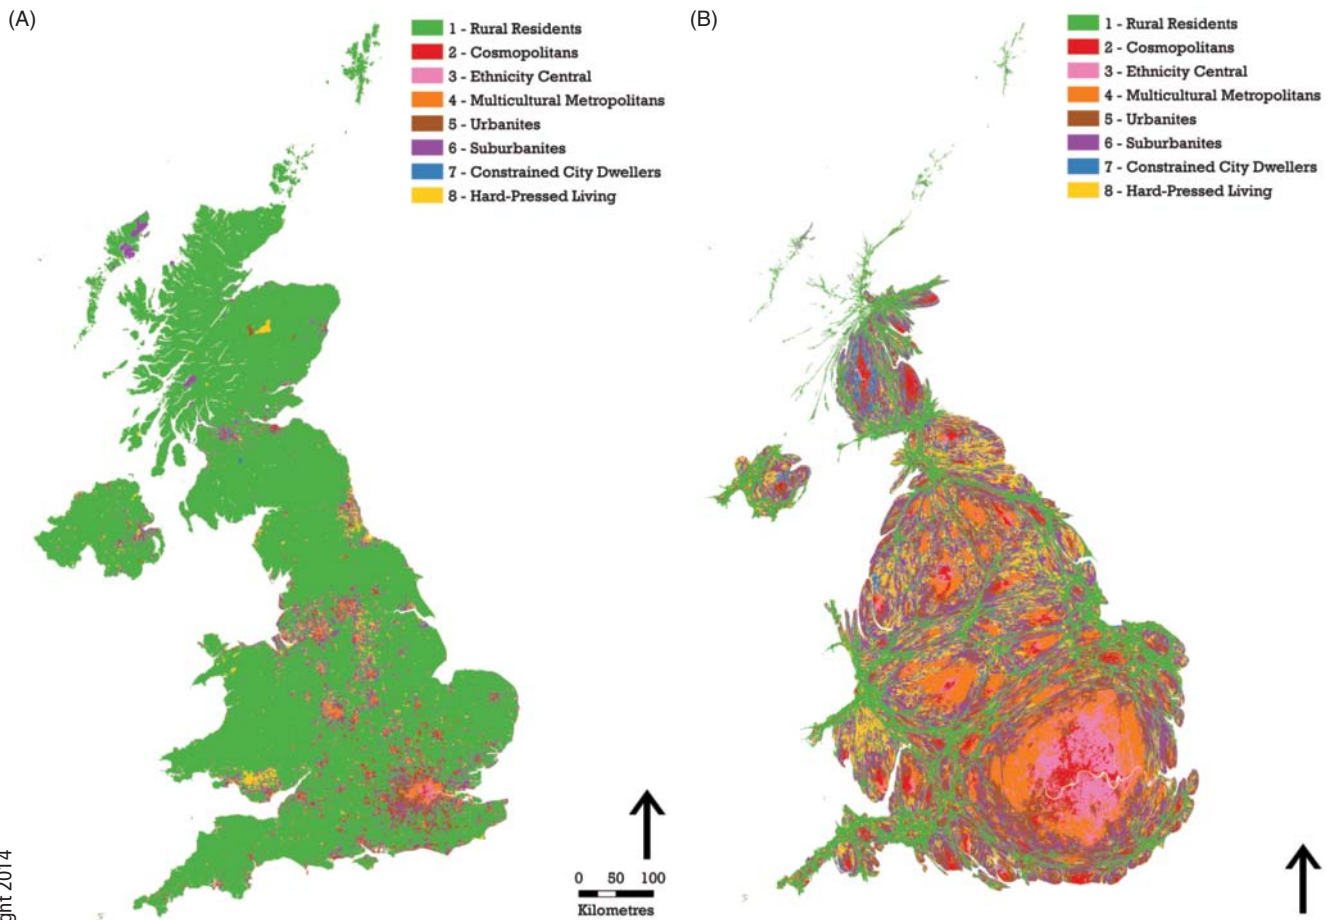 (A)
1 - Rural Residents
2 - Cosmopolitans
3 - Ethnicity Central
4 - Multicultural Metropolitans
5 - Urbanites
6 - Suburbanites
7 - Constrained City Dwellers
8 - Hard-Pressed Living
0 50 100
Kilometres
(B)
1 - Rural Residents
2 - Cosmopolitans
3 - Ethnicity Central
4 - Multicultural Metropolitans
5 - Urbanites
6 - Suburbanites
7 - Constrained City Dwellers
8 - Hard-Pressed Living
ght 2014